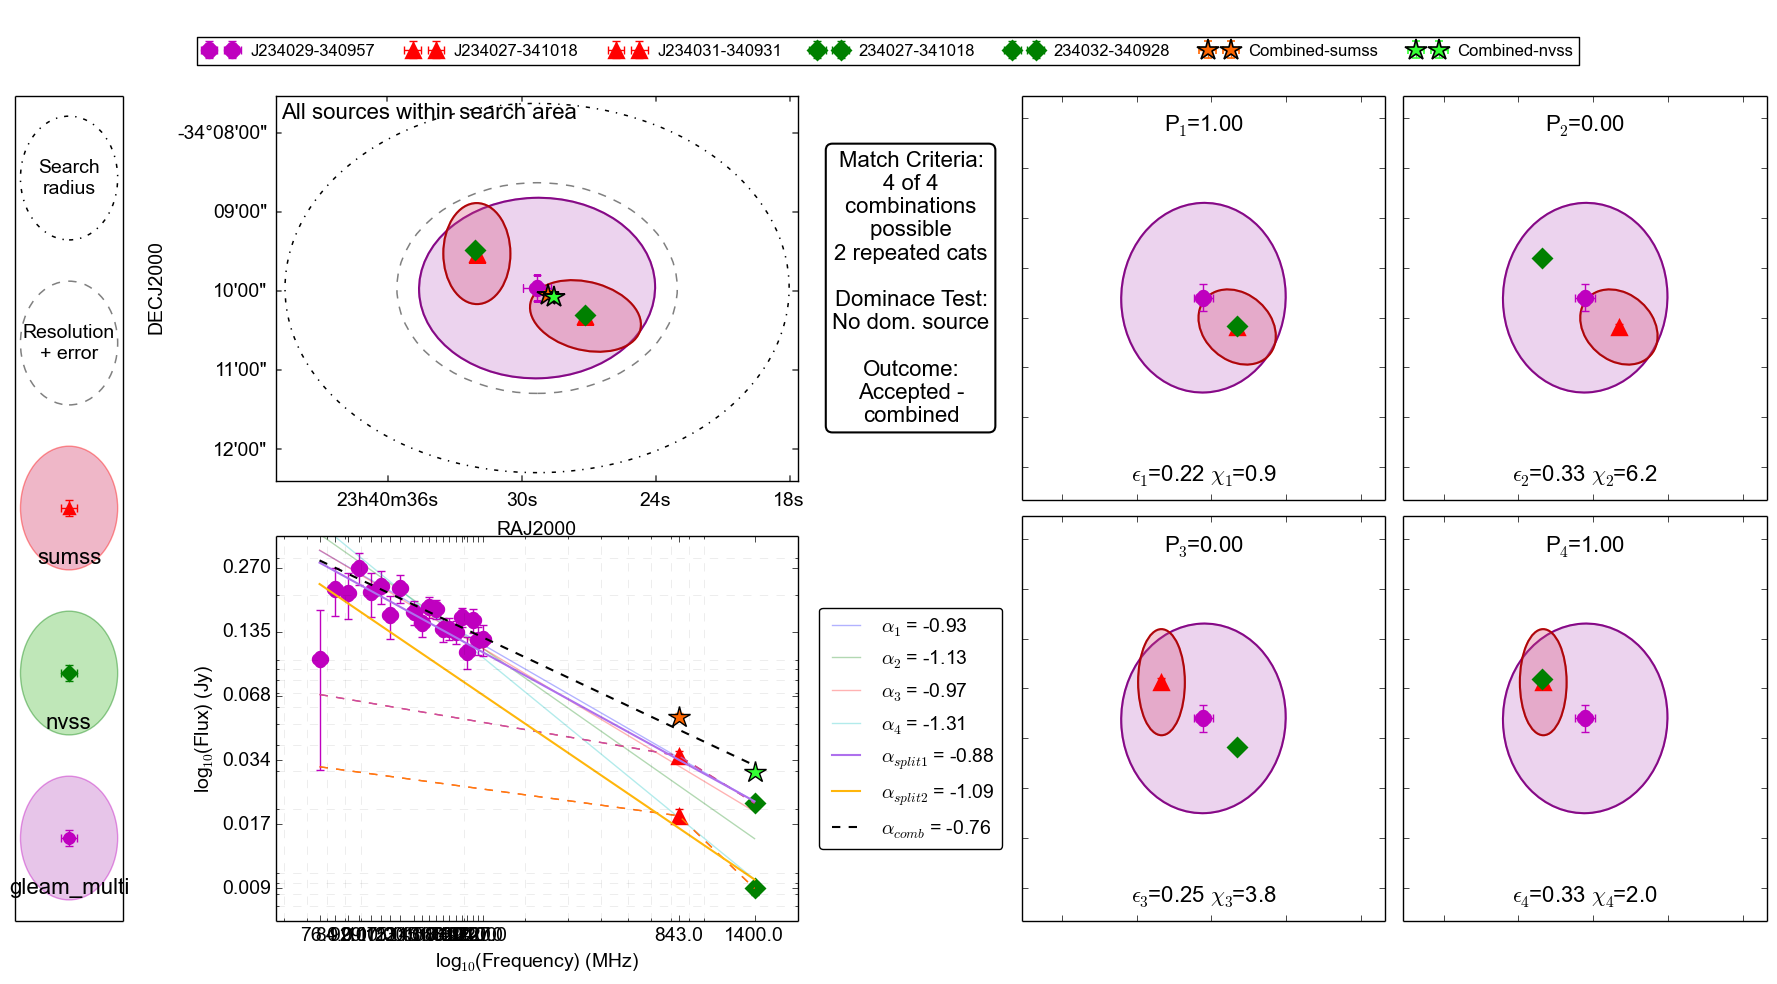 J234029-340957
J234027-341018
J234031-340931
234027-341018
234032-340928
Combined-sumss
Combined-nvss
Search
radius
Resolution
+ error
sumss
nvss
gleam_multi
All sources within search area
DECJ2000
-34°08'00"
09'00"
10'00"
11'00"
12'00"
23h40m36s
30s
24s
18s
RAJ2000
Match Criteria:
4 of 4
combinations
possible
2 repeated cats
Dominace Test:
No dom. source
Outcome:
Accepted -
combined
P1=1.00
ϵ1=0.22 χ1=0.9
P2=0.00
ϵ2=0.33 χ2=6.2
P3=0.00
ϵ3=0.25 χ3=3.8
P4=1.00
ϵ4=0.33 χ4=2.0
log10(Flux) (Jy)
0.270
0.135
0.068
0.034
0.017
0.009
843.0
1400.0
log10(Frequency) (MHz)
α1 = -0.93
α2 = -1.13
α3 = -0.97
α4 = -1.31
αsplit1 = -0.88
αsplit2 = -1.09
αcomb = -0.76